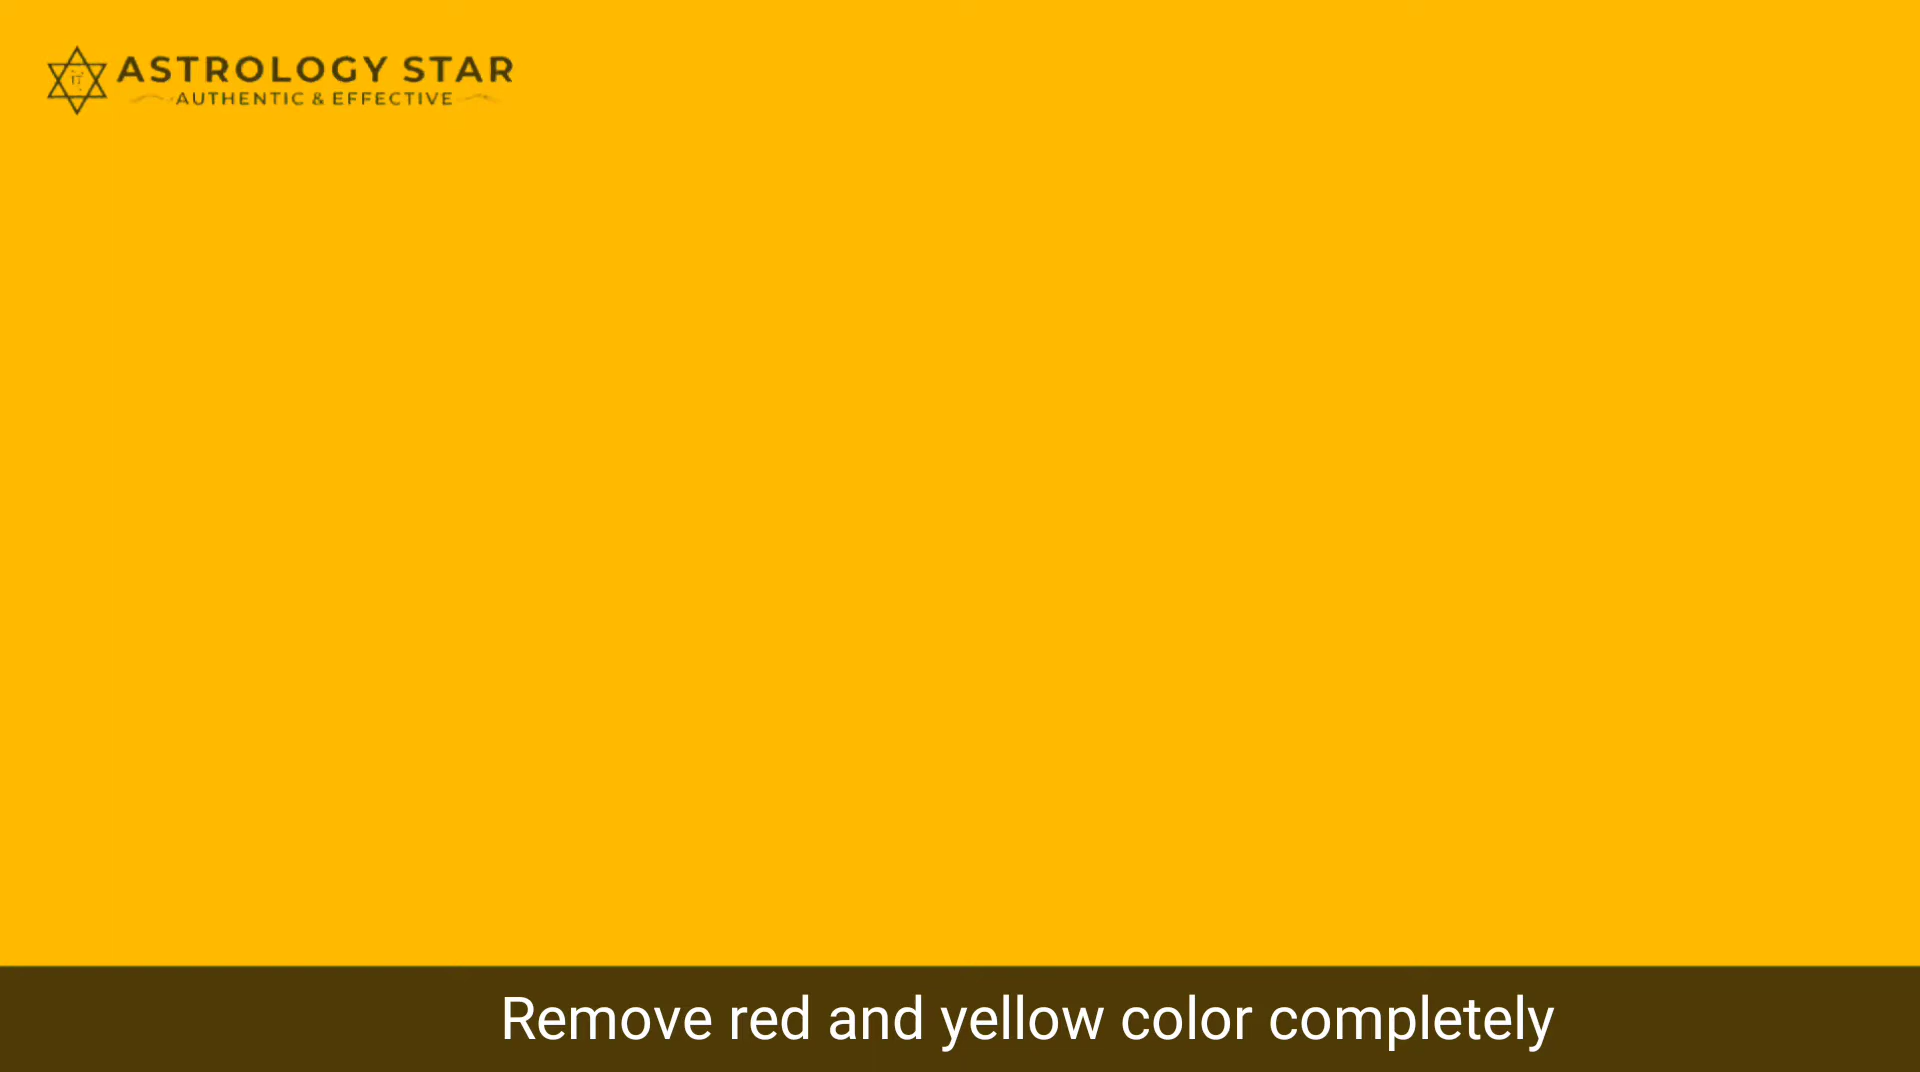 ASTROLOGY STAR
AUTHENTIC & EFFECTIVE
Remove red and yellow color completely